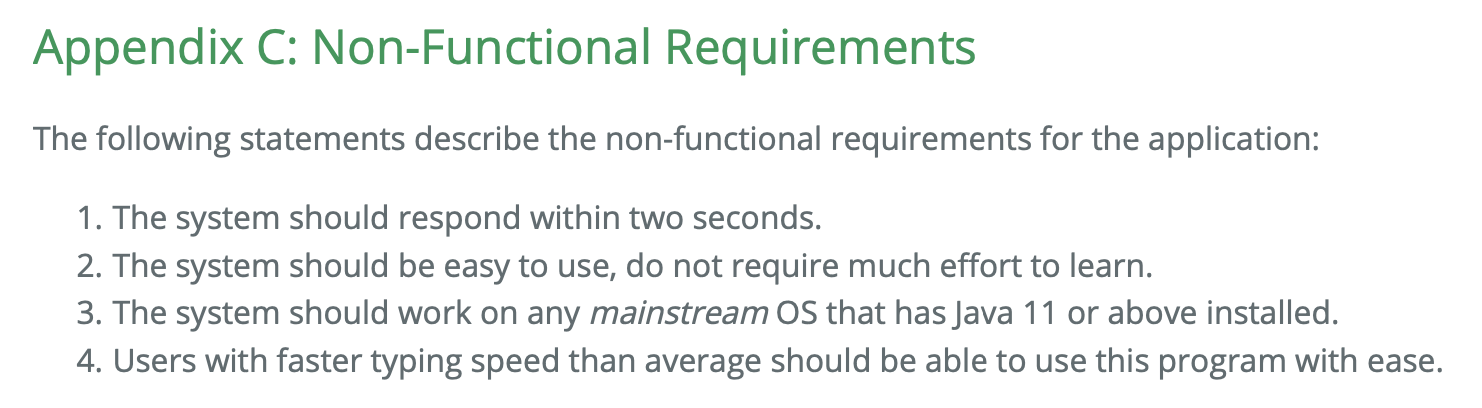 Appendix C: Non-Functional Requirements
The following statements describe the non-functional requirements for the application:
1. The system should respond within two seconds.
2. The system should be easy to use, do not require much effort to learn.
3. The system should work on any mainstream OS that has Java 11 or above installed.
4. Users with faster typing speed than average should be able to use this program with ease.